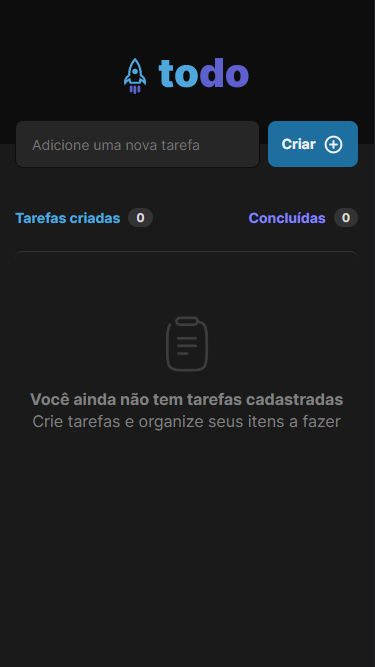 todo
Adicione uma nova tarefa
Criar
Tarefas criadas 0
Concluídas 0
Você ainda não tem tarefas cadastradas
Crie tarefas e organize seus itens a fazer